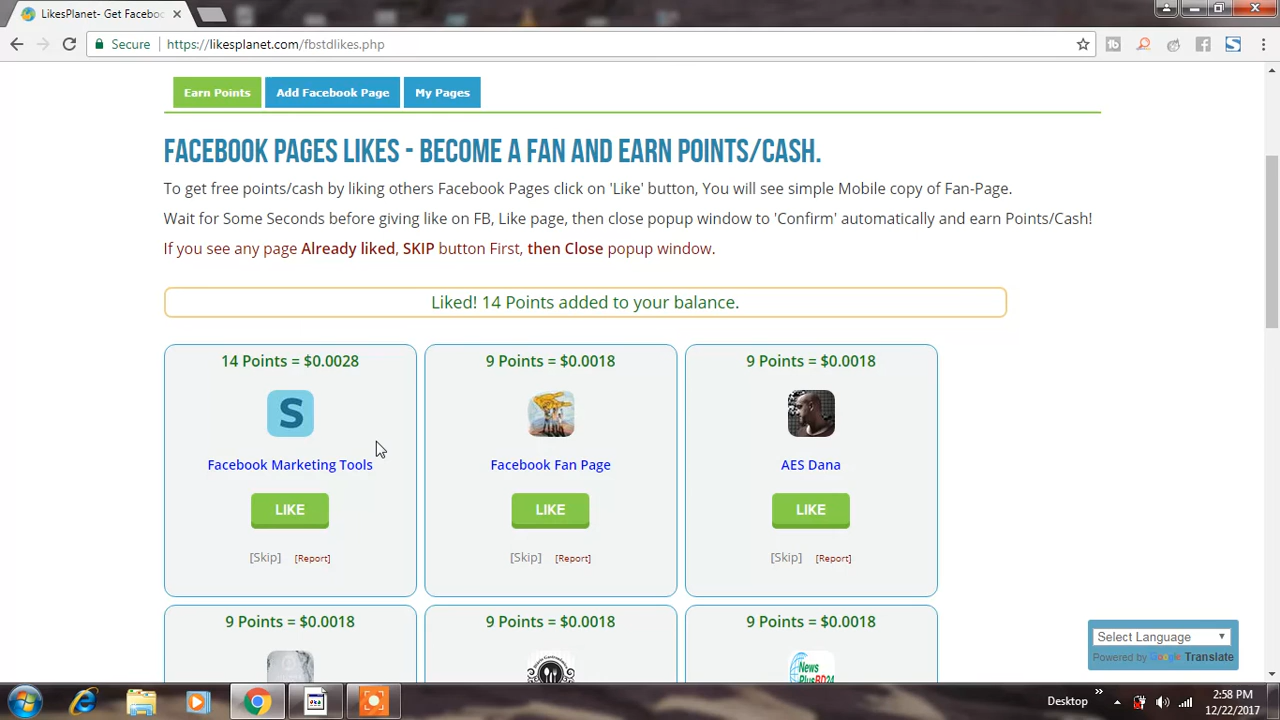 LikesPlanet- Get Faceboo
Secure https://likesplanet.com/fbstdlikes.php
Earn Points Add Facebook Page My Pages
FACEBOOK PAGES LIKES - BECOME A FAN AND EARN POINTS/CASH.
To get free points/cash by liking others Facebook Pages click on 'Like' button, You will see simple Mobile copy of Fan-Page.
Wait for Some Seconds before giving like on FB, Like page, then close popup window to 'Confirm' automatically and earn Points/Cash!
If you see any page Already liked, SKIP button First, then Close popup window.
Liked! 14 Points added to your balance.
14 Points = $0.0028 9 Points = $0.0018 9 Points = $0.0018
S
Facebook Marketing Tools Facebook Fan Page AES Dana
LIKE LIKE LIKE
[Skip] [Report] [Skip] [Report] [Skip] [Report]
9 Points = $0.0018 9 Points = $0.0018 9 Points = $0.0018
News
PlusBD24
Select Language
Powered by Google Translate
Desktop
2:58 PM
12/22/2017